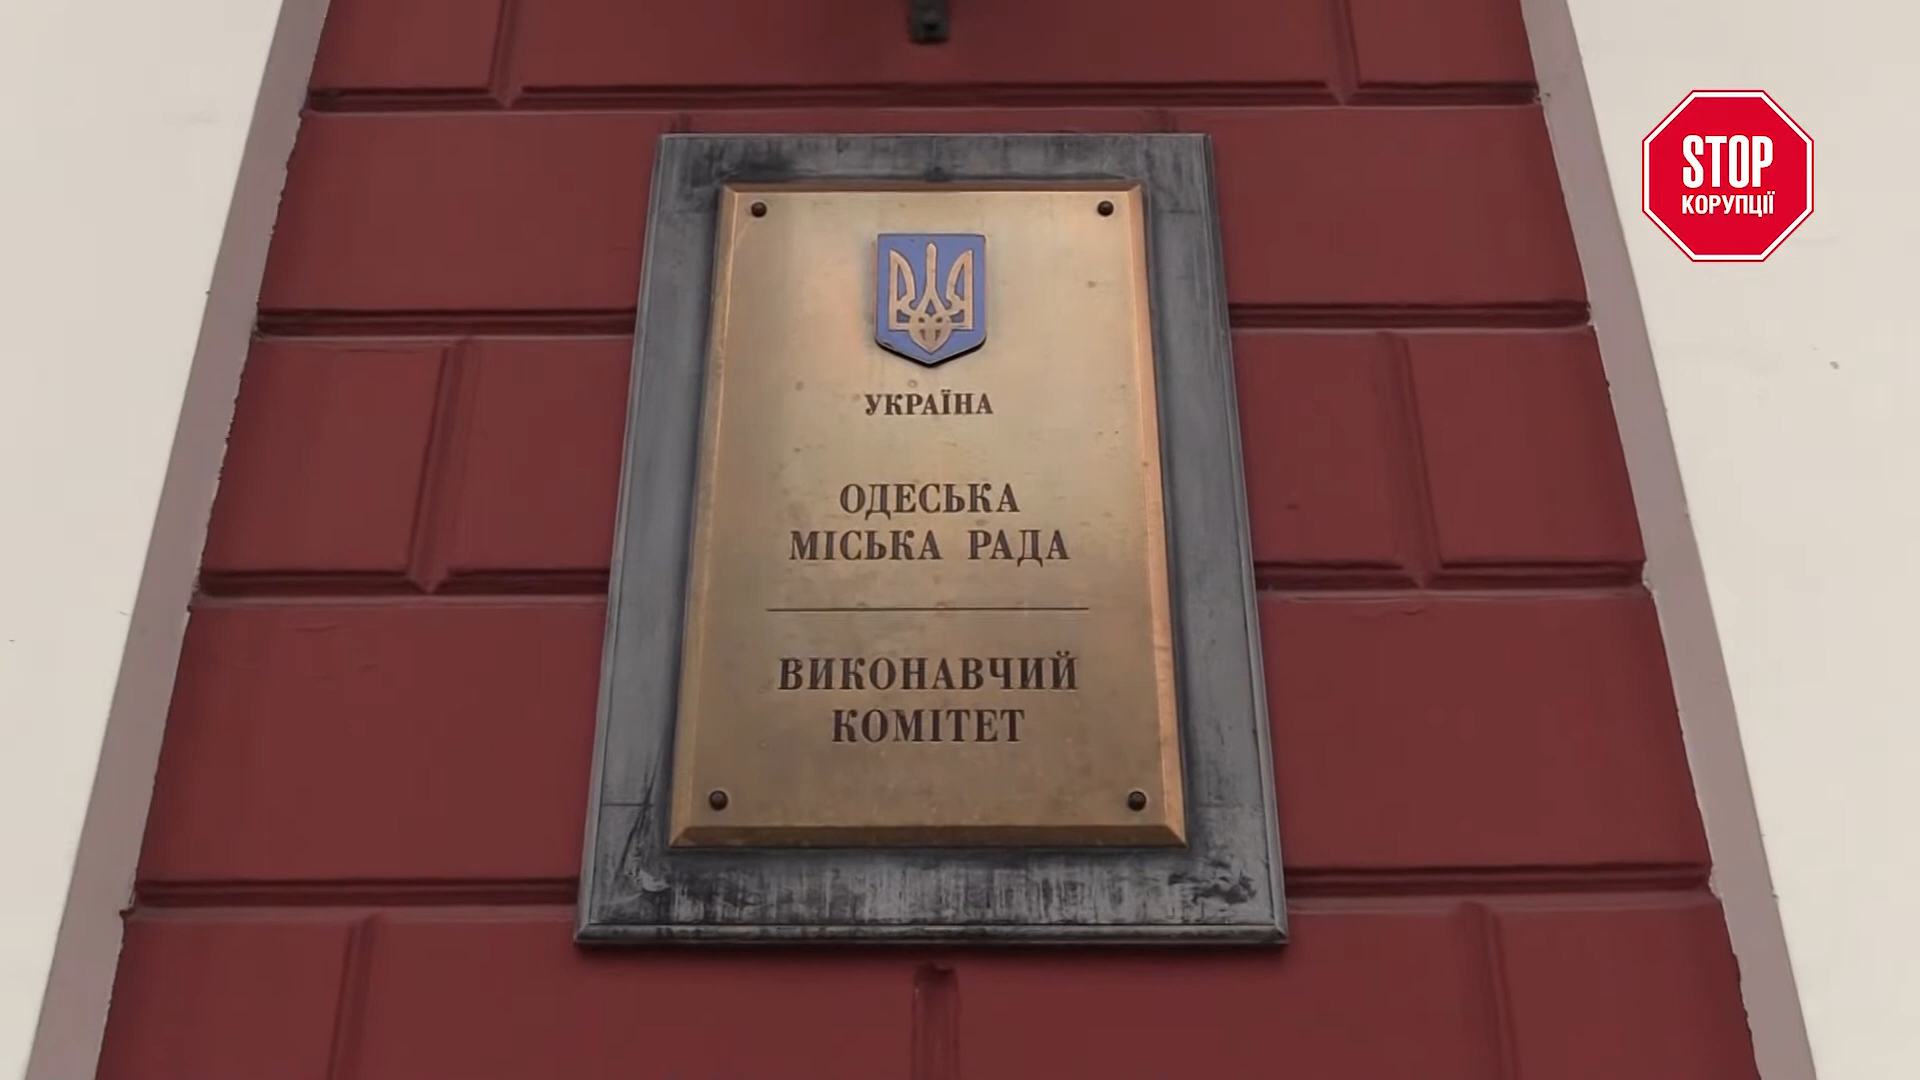 STOP
КОРУПЦІЇ
УКРАЇНА
ОДЕСЬКА
МІСЬКА РАДА
ВИКОНАВЧИЙ
КОМІТЕТ